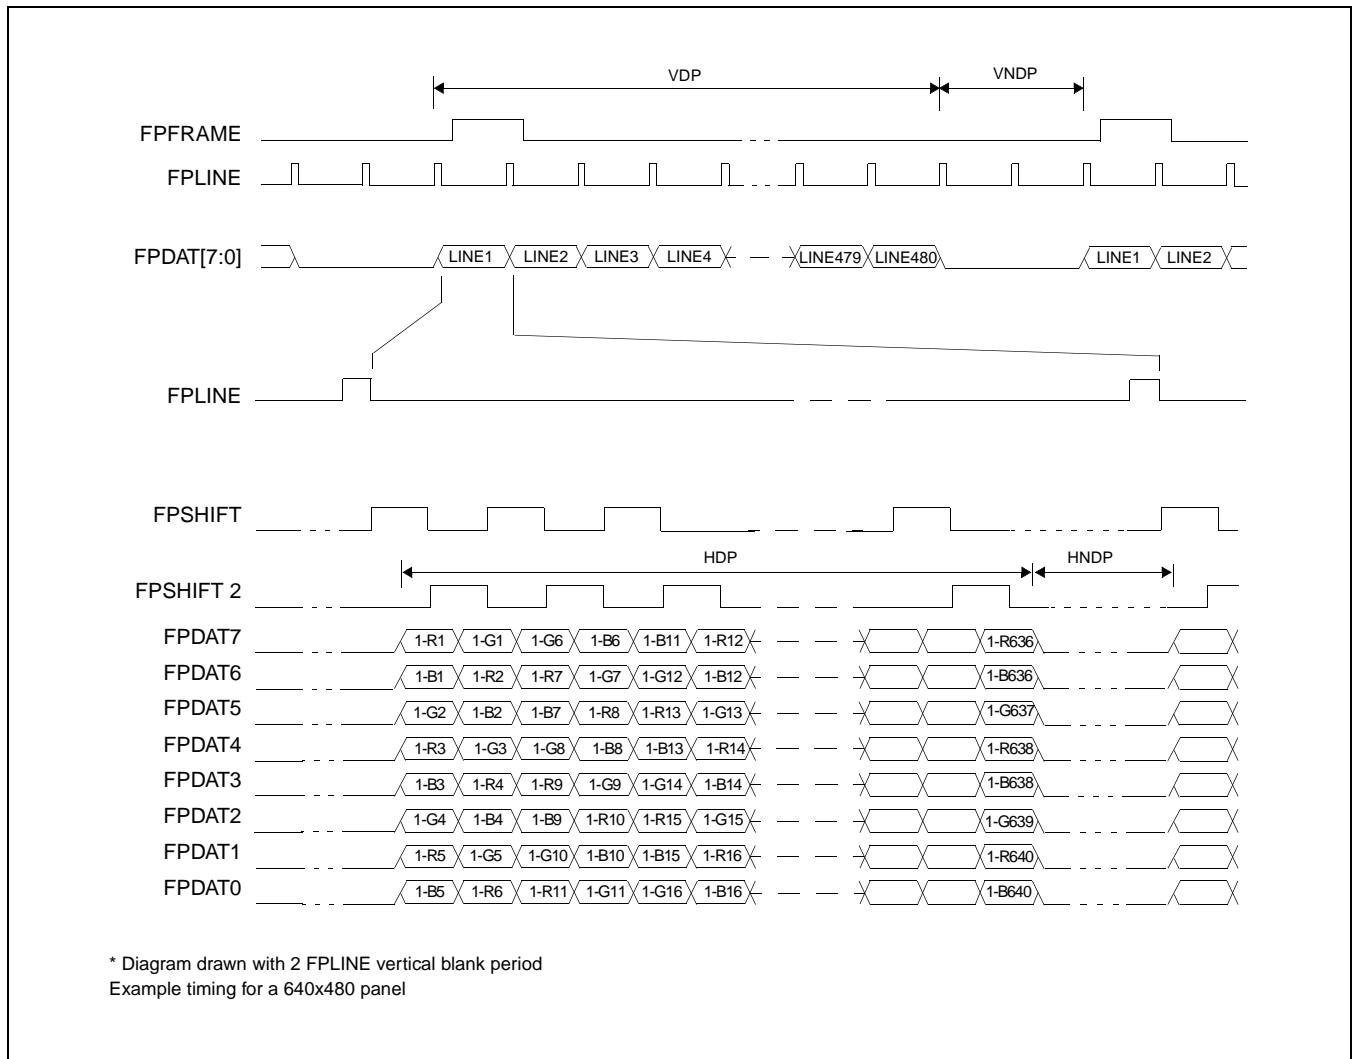 VDP VNDP
FPFRAME
FPLINE
FPDAT[7:0] LINE1 LINE2 LINE3 LINE4 LINE479 LINE480 LINE1 LINE2
FPLINE
FPSHIFT
HDP HNDP
FPSHIFT 2
FPDAT7 1-R1 1-G1 1-G6 1-B6 1-B11 1-R12 1-R636
FPDAT6 1-B1 1-R2 1-R7 1-G7 1-G12 1-B12 1-B636
FPDAT5 1-G2 1-B2 1-B7 1-R8 1-R13 1-G13 1-G637
FPDAT4 1-R3 1-G3 1-G8 1-B8 1-B13 1-R14 1-R638
FPDAT3 1-B3 1-R4 1-R9 1-G9 1-G14 1-B14 1-B638
FPDAT2 1-G4 1-B4 1-B9 1-R10 1-R15 1-G15 1-G639
FPDAT1 1-R5 1-G5 1-G10 1-B10 1-B15 1-R16 1-R640
FPDAT0 1-B5 1-R6 1-R11 1-G11 1-G16 1-B16 1-B640
* Diagram drawn with 2 FPLINE vertical blank period
Example timing for a 640x480 panel